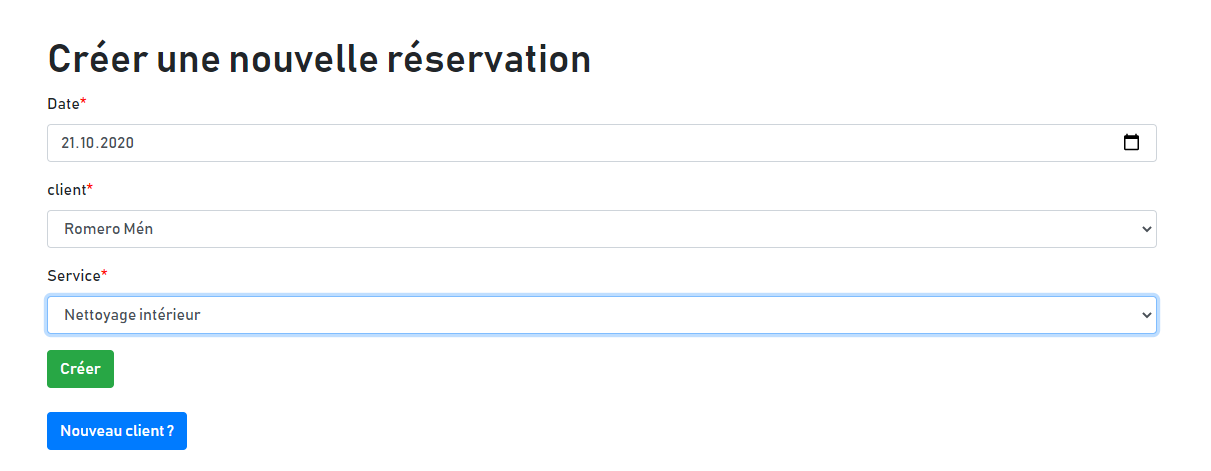 Créer une nouvelle réservation
Date*
21.10.2020
client*
Romero Mén
Service*
Nettoyage intérieur
Créer
Nouveau client ?